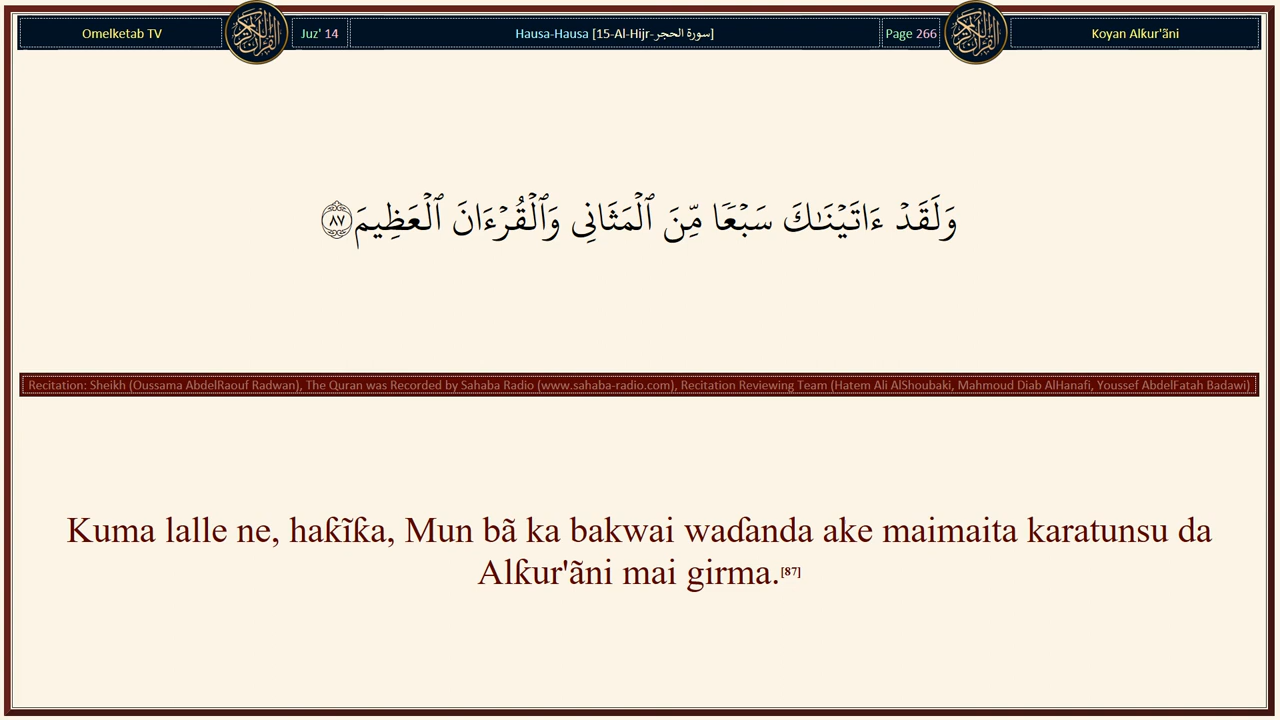 Omelketab TV
Juz' 14
Hausa-Hausa [15-Al-Hijr-سورة الحجر]
Page 266
Koyan Alƙur'ãni
وَلَقَدۡ ءَاتَيۡنَٰكَ سَبۡعٗا مِّنَ ٱلۡمَثَانِي وَٱلۡقُرۡءَانَ ٱلۡعَظِيمَ ٨٧
Recitation: Sheikh (Oussama AbdelRaouf Radwan), The Quran was Recorded by Sahaba Radio (www.sahaba-radio.com), Recitation Reviewing Team (Hatem Ali AlShoubaki, Mahmoud Diab AlHanafi, Youssef AbdelFatah Badawi)
Kuma lalle ne, haƙĩƙa, Mun bã ka bakwai waɗanda ake maimaita karatunsu da
Alƙur'ãni mai girma.[87]